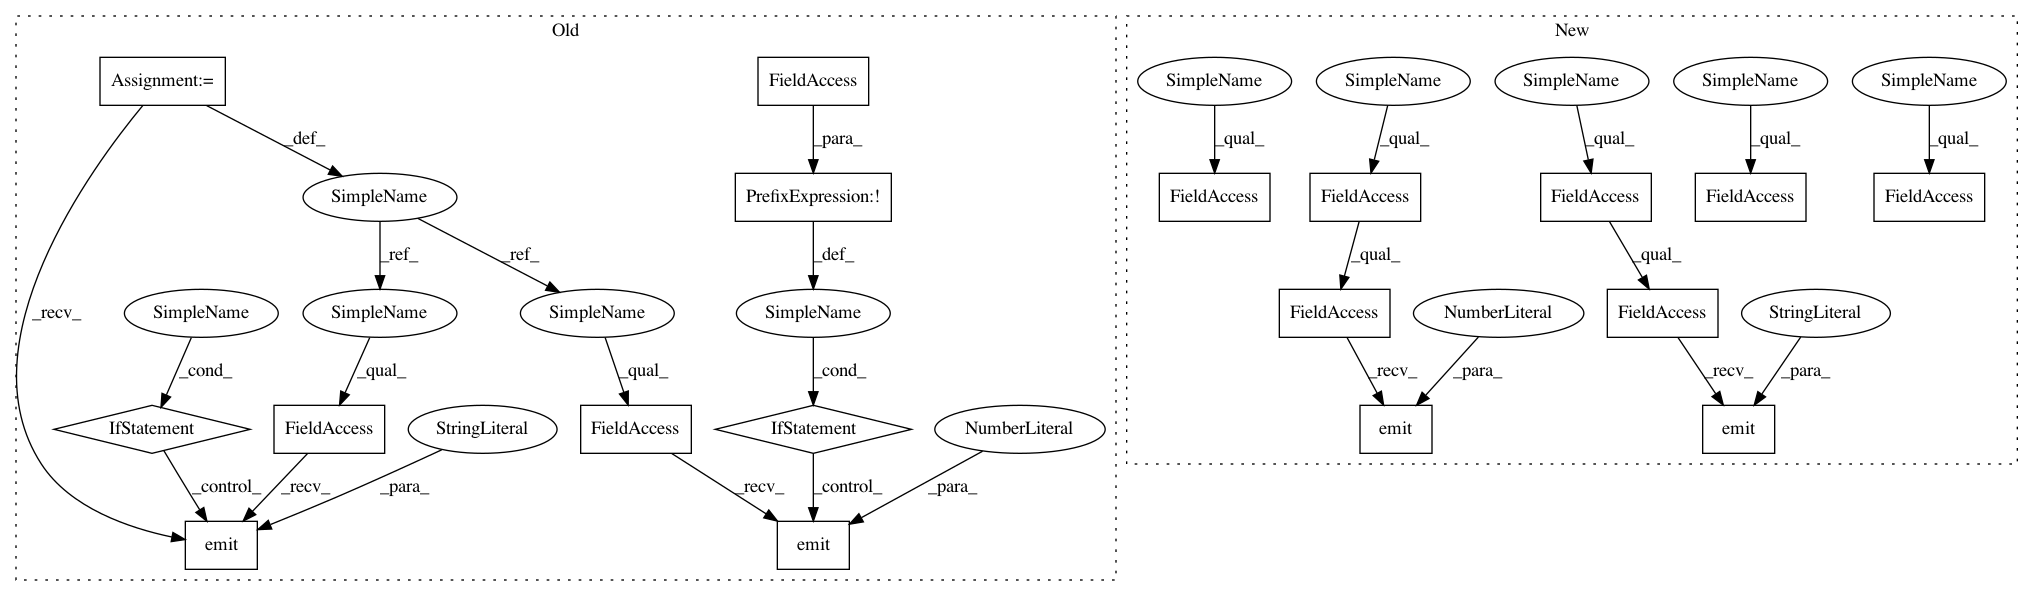 Old
New
Assignment:=
FieldAccess
SimpleName
SimpleName
SimpleName
SimpleName
SimpleName
_def_
_para_
_qual_
_qual_
_qual_
_qual_
_qual_
SimpleName
PrefixExpression:!
FieldAccess
FieldAccess
FieldAccess
FieldAccess
FieldAccess
_ref_
_ref_
_def_
_qual_
_qual_
_recv_
SimpleName
SimpleName
SimpleName
SimpleName
FieldAccess
NumberLiteral
FieldAccess
StringLiteral
_cond_
_qual_
_qual_
_cond_
_recv_
_para_
_recv_
_para_
IfStatement
FieldAccess
StringLiteral
FieldAccess
IfStatement
NumberLiteral
emit
emit
_control_
_recv_
_para_
_recv_
_control_
_para_
emit
emit